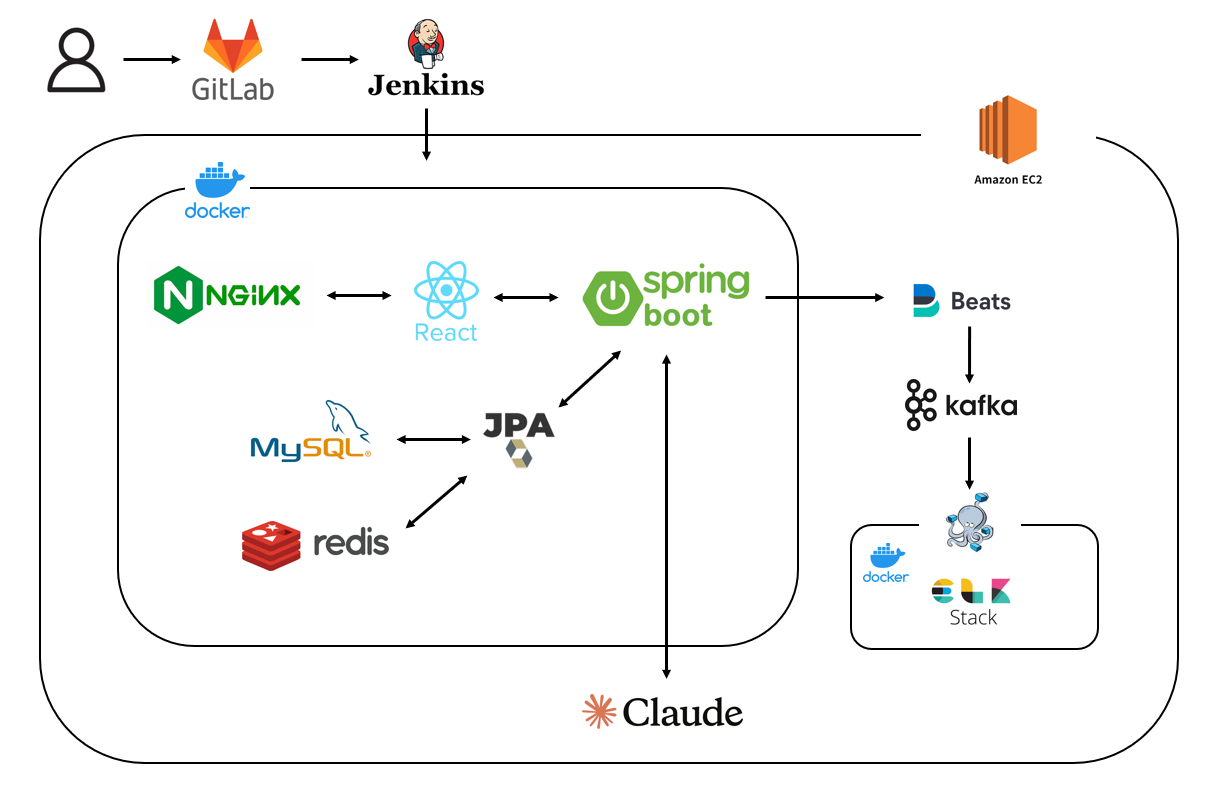 GitLab
Jenkins
Amazon EC2
docker
NGiNX
React
spring
boot
Beats
kafka
JPA
MySQL®
redis
docker
ELK
Stack
Claude